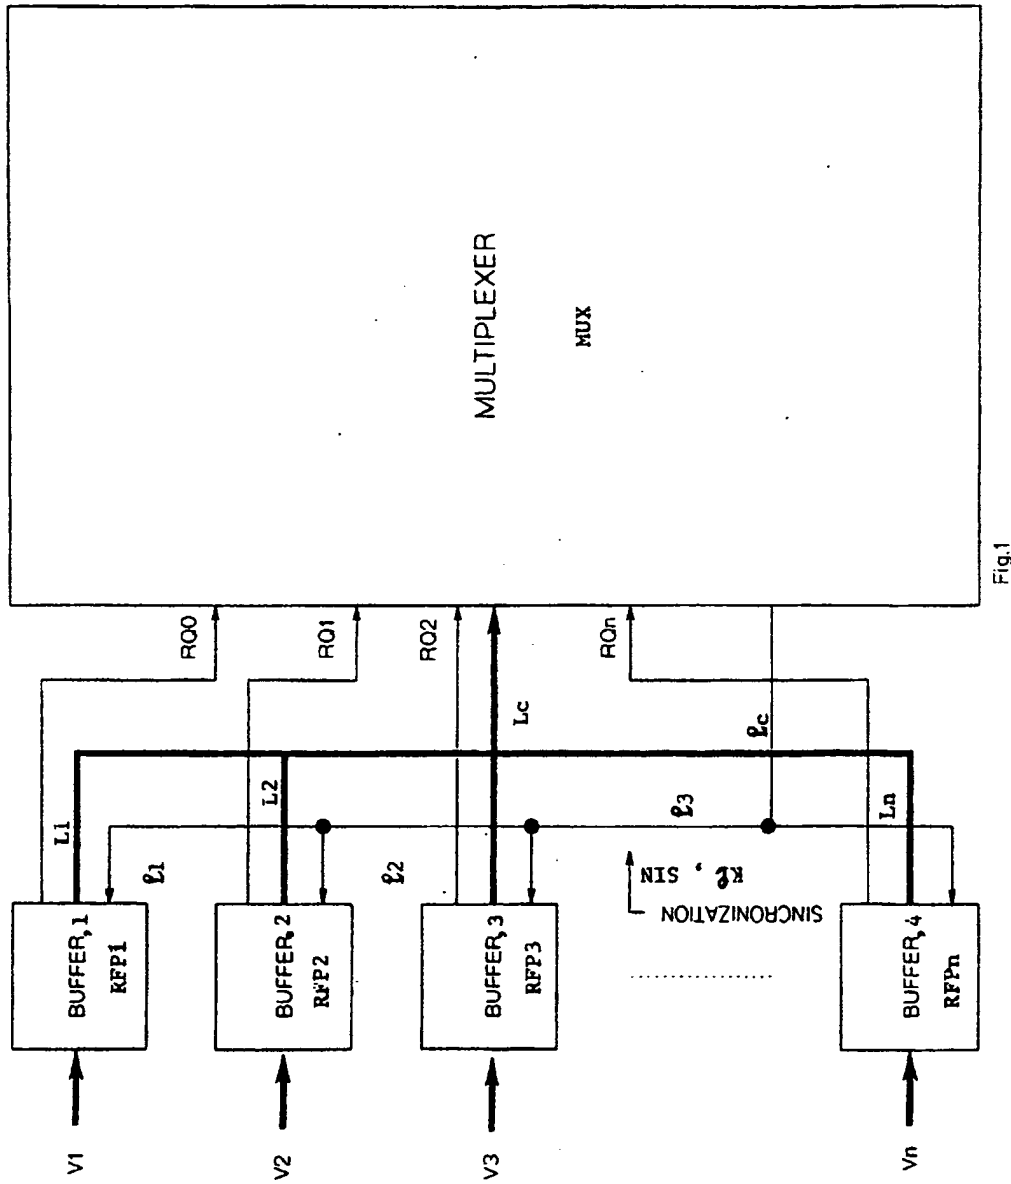 MULTIPLEXER
MUX
RQ0
RQ1
RQ2
RQn
Lc
ℓc
L1
L2
Ln
ℓ1
ℓ2
ℓ3
SINCRONIZATION
Kℓ, SIN
BUFFER,1
RFP1
BUFFER,2
RFP2
BUFFER,3
RFP3
BUFFER,4
RFPn
V1
V2
V3
Vn
Fig.1